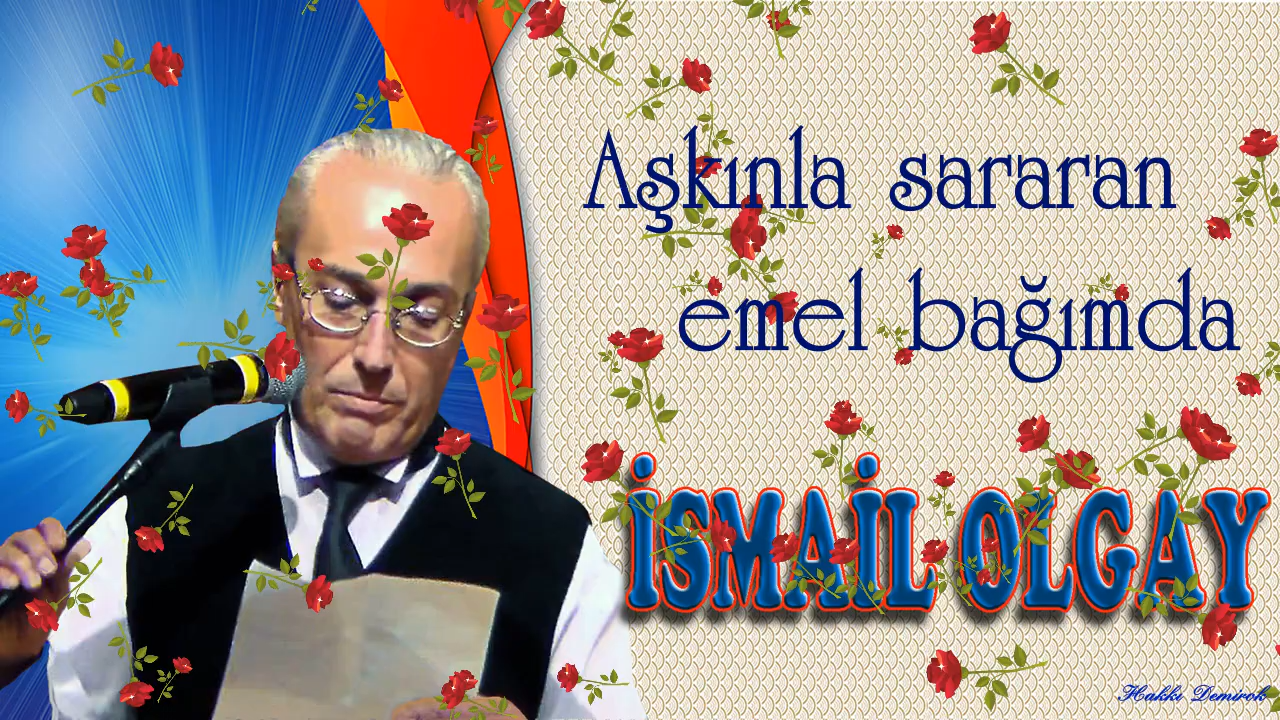 Aşkınla sararan
emel bağımda
İSMAİL OLGAY
Hakkı Demirok